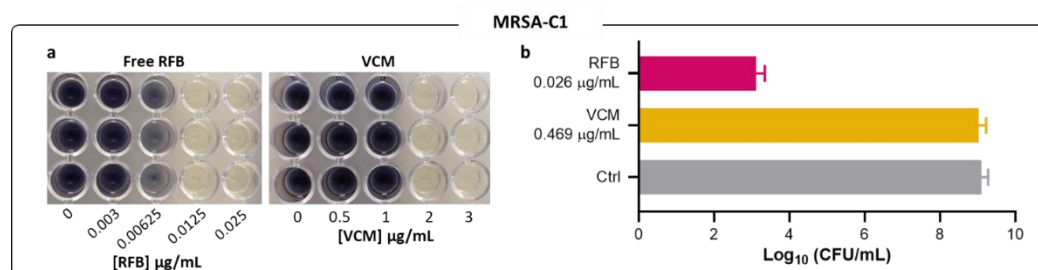 MRSA-C1
a
Free RFB
VCM
0
0.003
0.00625
0.0125
0.025
[RFB] µg/mL
0
0.5
1
2
3
[VCM] µg/mL
b
RFB
0.026 µg/mL
VCM
0.469 µg/mL
Ctrl
0
2
4
6
8
10
Log₁₀ (CFU/mL)